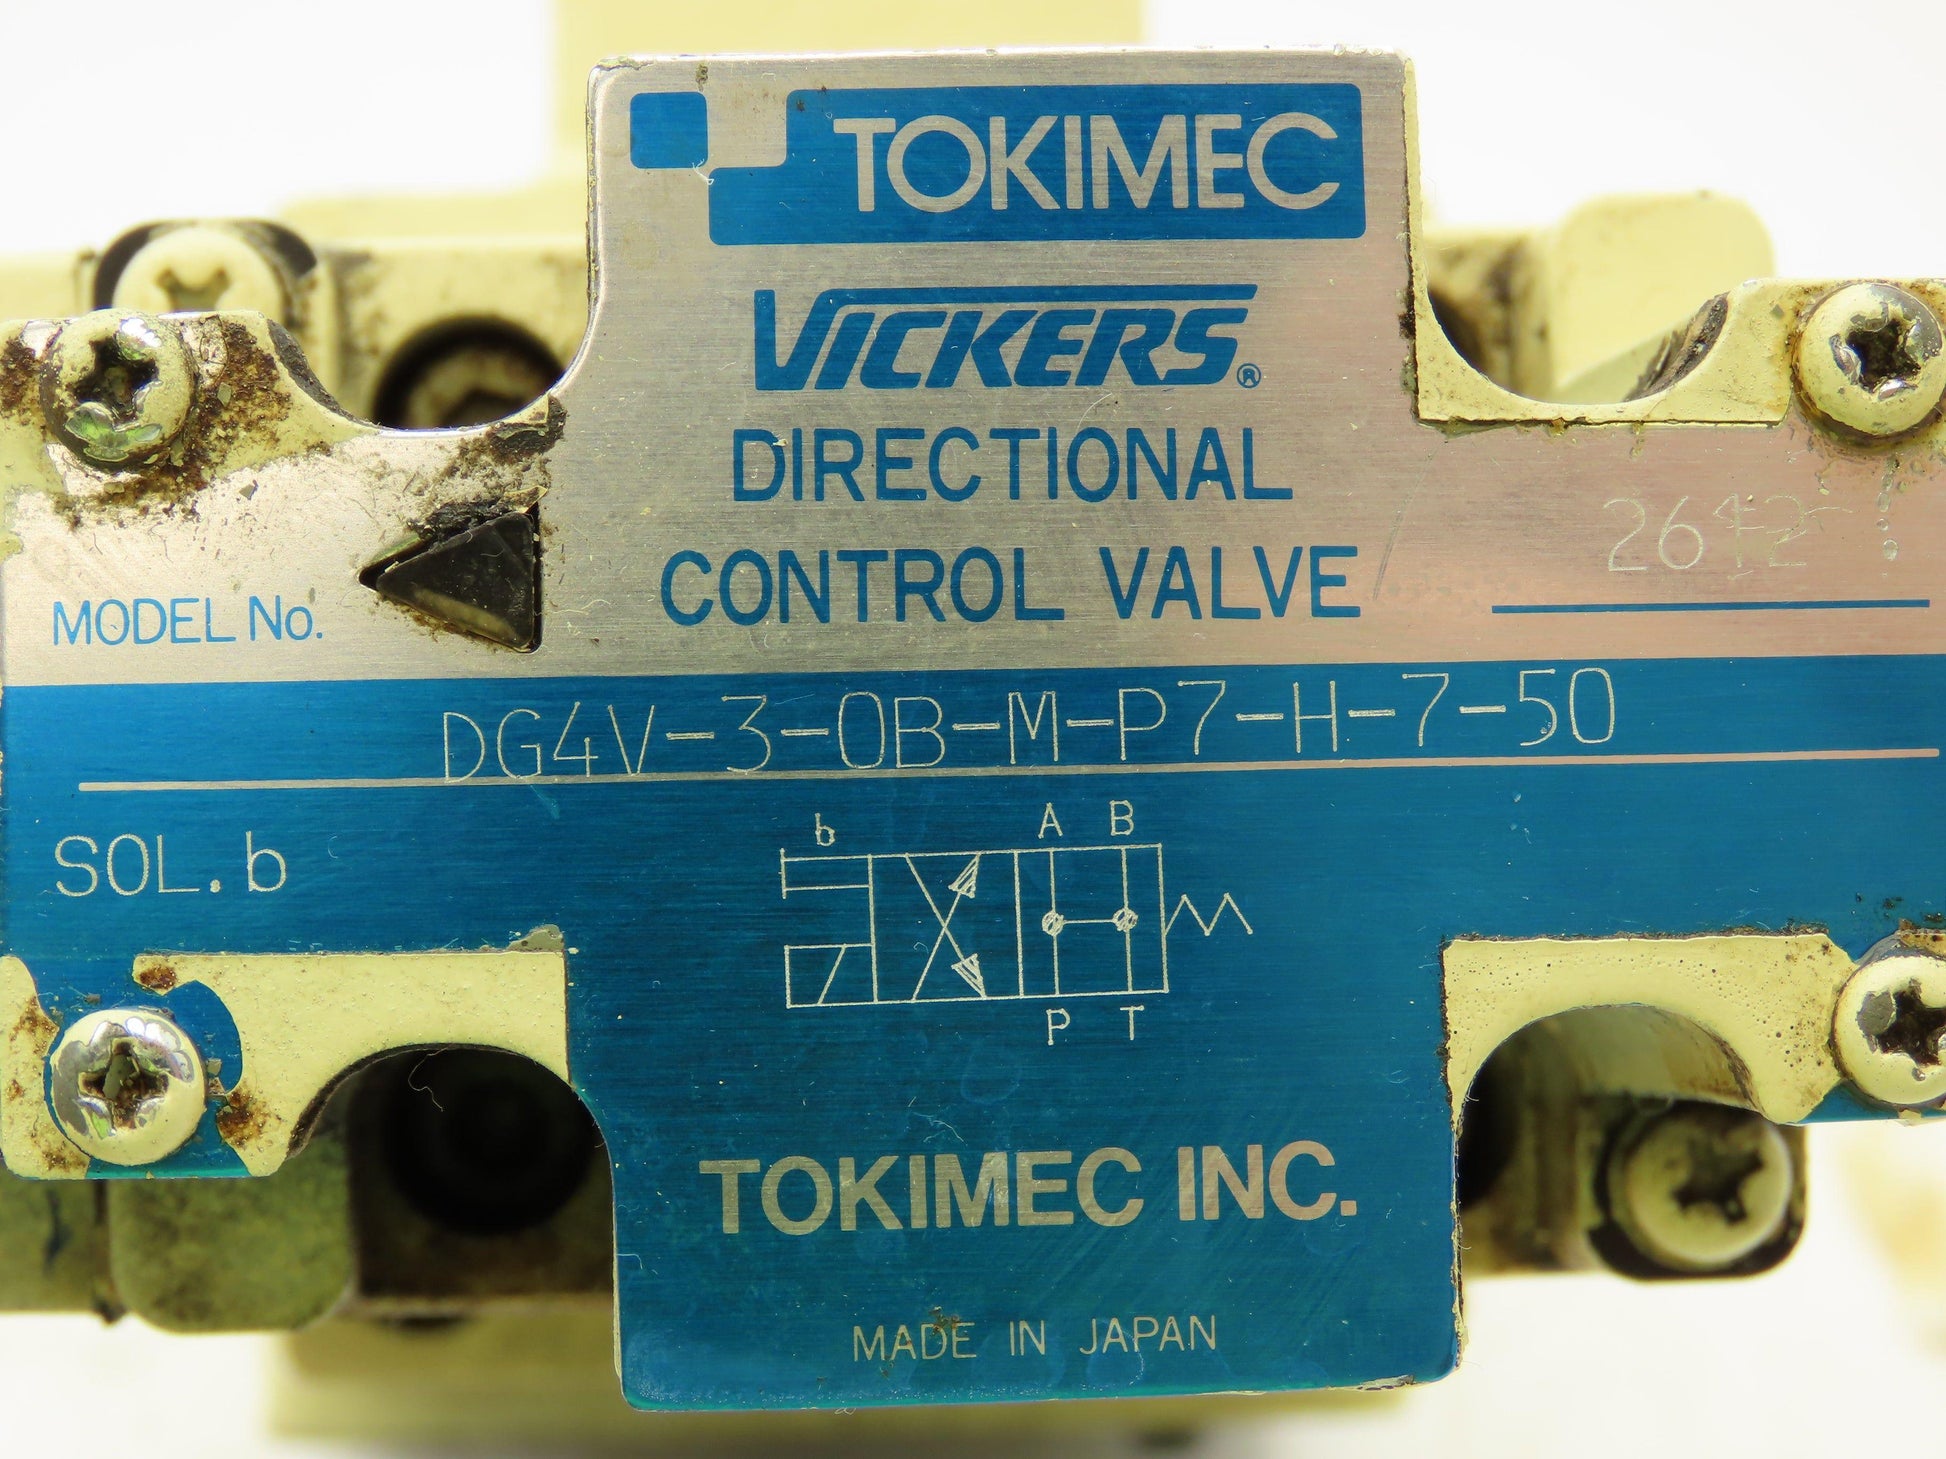 TOKIMEC
VICKERS®
DIRECTIONAL
CONTROL VALVE
MODEL No.
DG4V-3-0B-M-P7-H-7-50
SOL.b
b
A B
P T
TOKIMEC INC.
MADE IN JAPAN